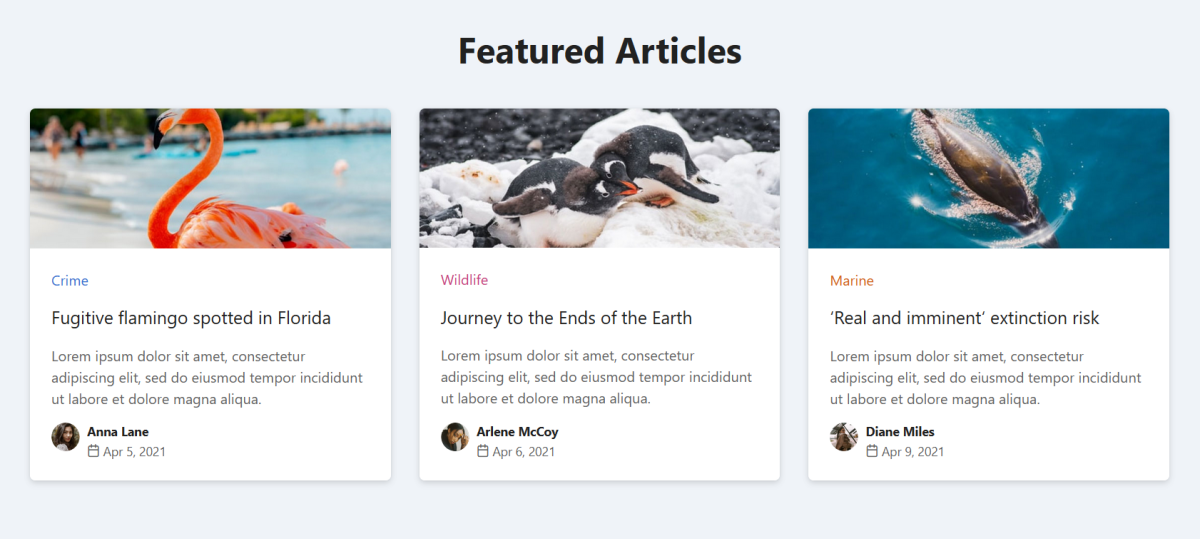 Featured Articles
Crime
Fugitive flamingo spotted in Florida
Lorem ipsum dolor sit amet, consectetur
adipiscing elit, sed do eiusmod tempor incididunt
ut labore et dolore magna aliqua.
Anna Lane
Apr 5, 2021
Wildlife
Journey to the Ends of the Earth
Lorem ipsum dolor sit amet, consectetur
adipiscing elit, sed do eiusmod tempor incididunt
ut labore et dolore magna aliqua.
Arlene McCoy
Apr 6, 2021
Marine
‘Real and imminent’ extinction risk
Lorem ipsum dolor sit amet, consectetur
adipiscing elit, sed do eiusmod tempor incididunt
ut labore et dolore magna aliqua.
Diane Miles
Apr 9, 2021